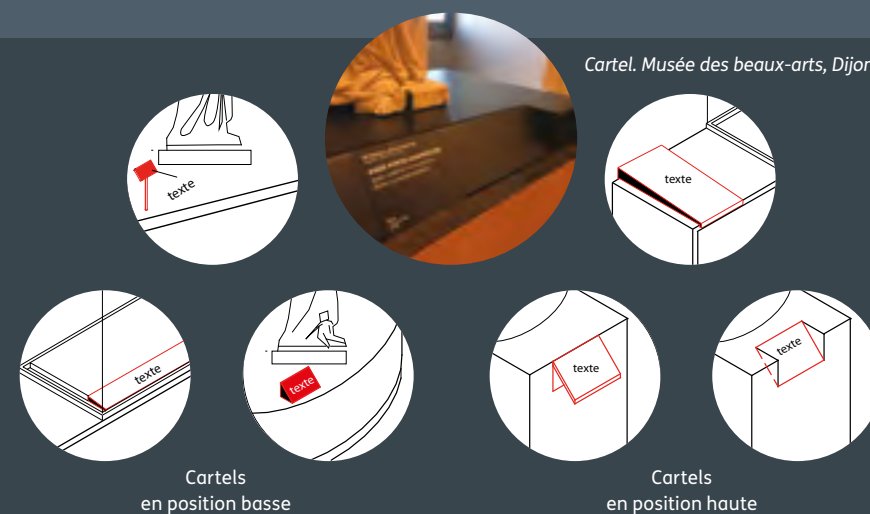 Cartel. Musée des beaux-arts, Dijon
texte
texte
texte
texte
texte
texte
Cartels
en position basse
Cartels
en position haute